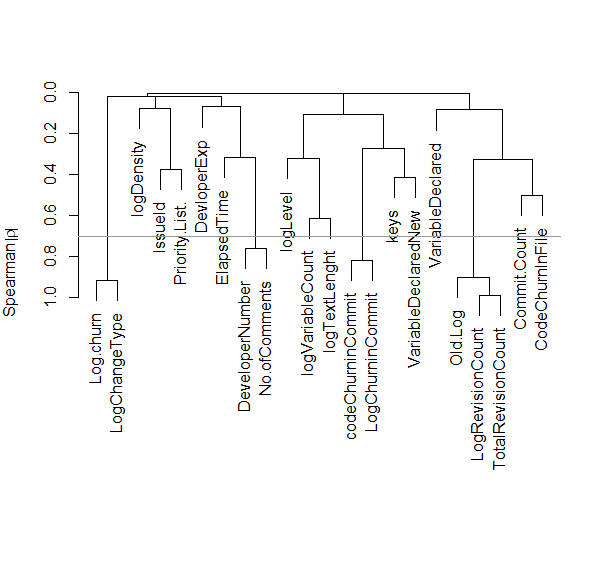 Spearman|ρ|
0.0
0.2
0.4
0.6
0.8
1.0
Log.churn
LogChangeType
logDensity
IssueId
Priority.List.
DevloperExp
ElapsedTime
DeveloperNumber
No.ofComments
logLevel
logVariableCount
logTextLenght
codeChurninCommit
LogChurninCommit
keys
VariableDeclaredNew
VariableDeclared
Old.Log
LogRevisionCount
TotalRevisionCount
Commit.Count
CodeChurnInFile